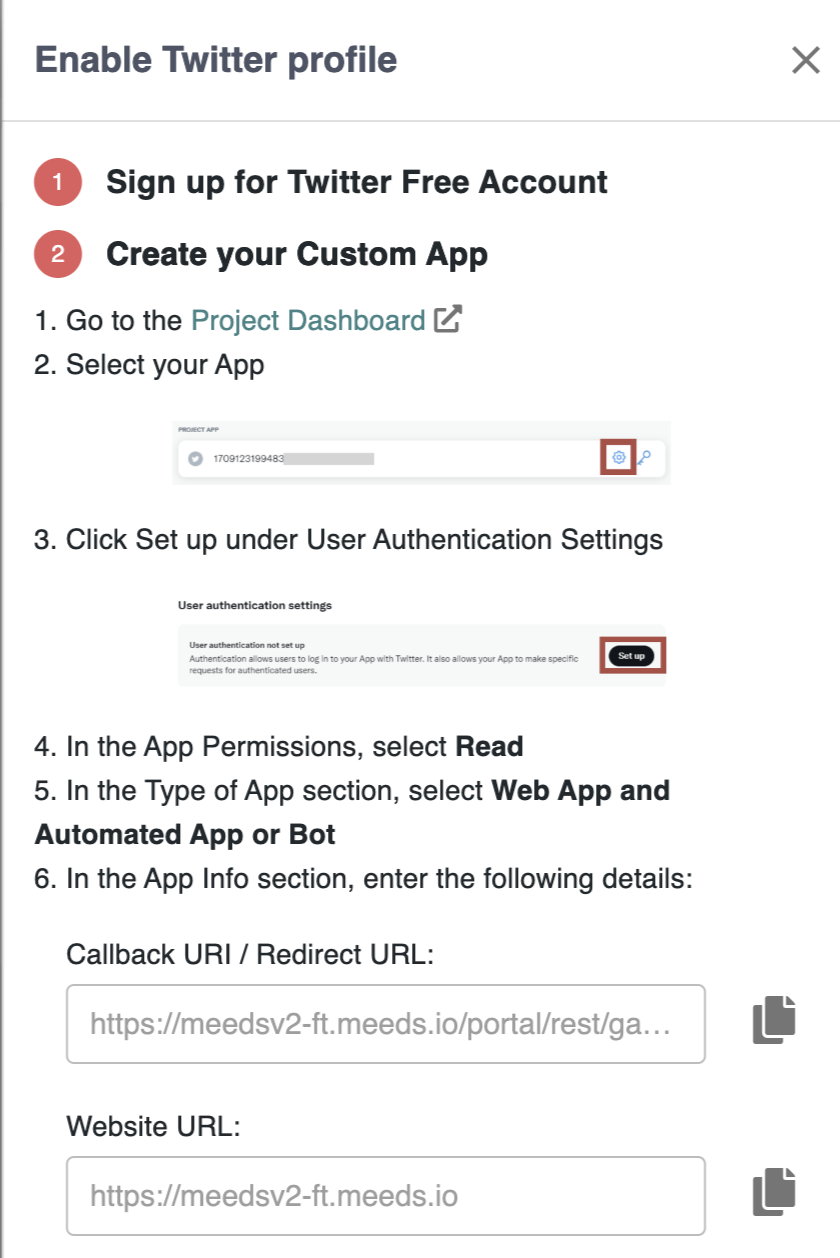 Enable Twitter profile
1 Sign up for Twitter Free Account
2 Create your Custom App
1. Go to the Project Dashboard
2. Select your App
PROJECT APP
1709123199483
3. Click Set up under User Authentication Settings
User authentication settings
User authentication not set up
Authentication allows users to log in to your App with Twitter. It also allows your App to make specific
requests for authenticated users.
Set up
4. In the App Permissions, select Read
5. In the Type of App section, select Web App and
Automated App or Bot
6. In the App Info section, enter the following details:
Callback URI / Redirect URL:
https://meedsv2-ft.meeds.io/portal/rest/ga…
Website URL:
https://meedsv2-ft.meeds.io